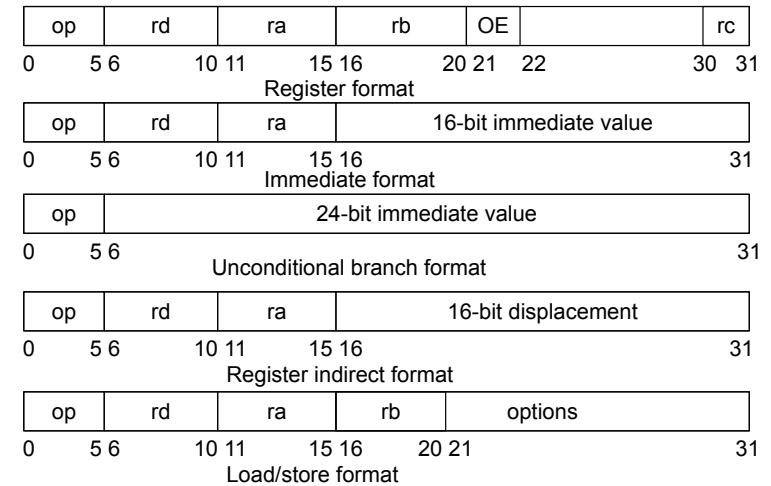 op rd ra rb OE rc
0 5 6 10 11 15 16 20 21 22 30 31
Register format
op rd ra 16-bit immediate value
0 5 6 10 11 15 16 31
Immediate format
op 24-bit immediate value
0 5 6 31
Unconditional branch format
op rd ra 16-bit displacement
0 5 6 10 11 15 16 31
Register indirect format
op rd ra rb options
0 5 6 10 11 15 16 20 21 31
Load/store format